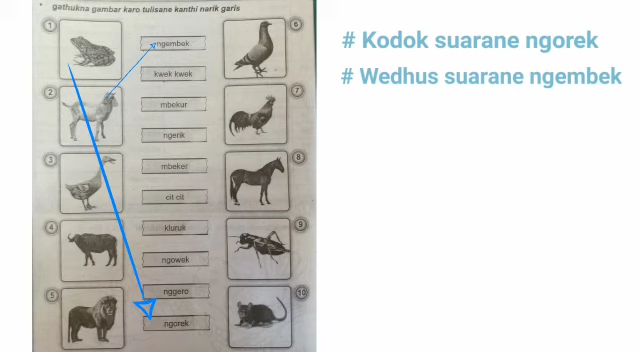 • gathukna gambar karo tulisane kanthi narik garis
1
ngembek
6
kwek kwek
2
mbekur
7
ngerik
3
mbeker
8
cit cit
4
kluruk
9
ngowek
5
nggero
10
ngorek
# Kodok suarane ngorek
# Wedhus suarane ngembek